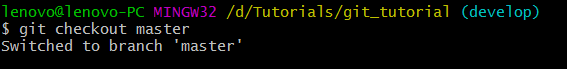 lenovo@lenovo-PC MINGW32 /d/Tutorials/git_tutorial (develop)
$ git checkout master
Switched to branch 'master'